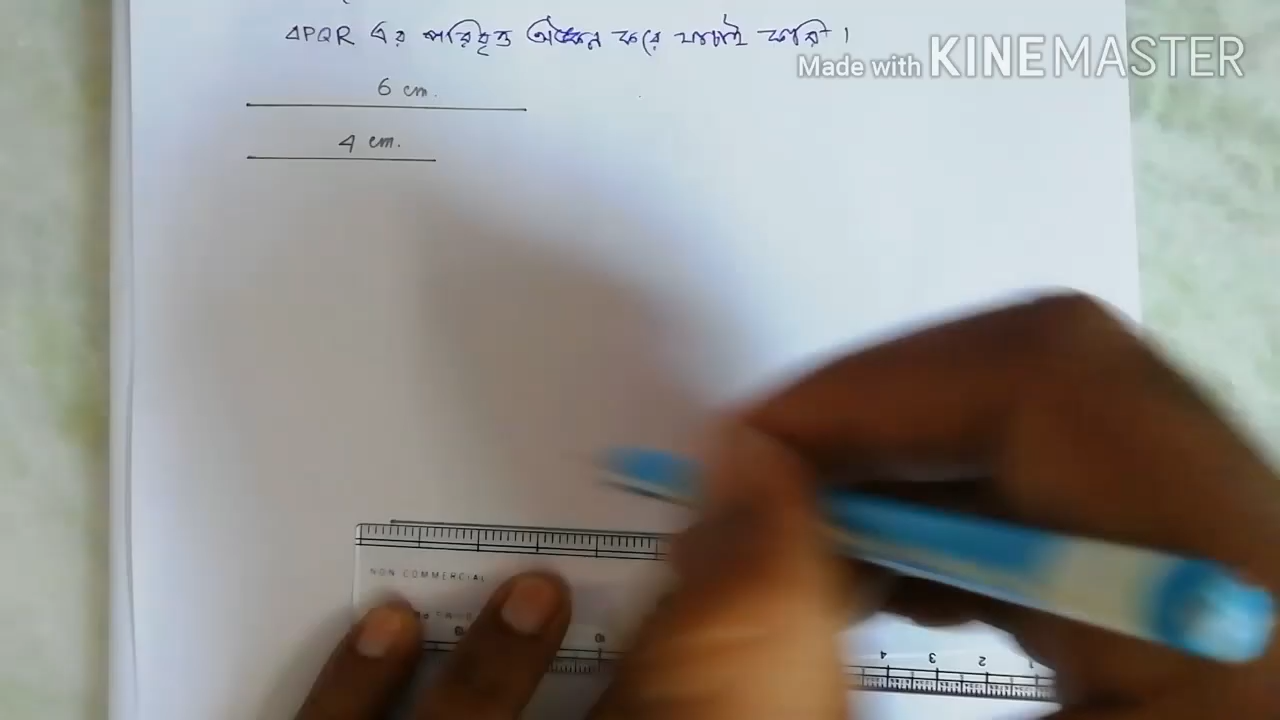 ΔPQR এর পরিবৃত্ত অঙ্কন করে যাচাই করি।
Made with KINEMASTER
6 cm.
4 cm.
NON COMMERCIAL
4 3 2 1